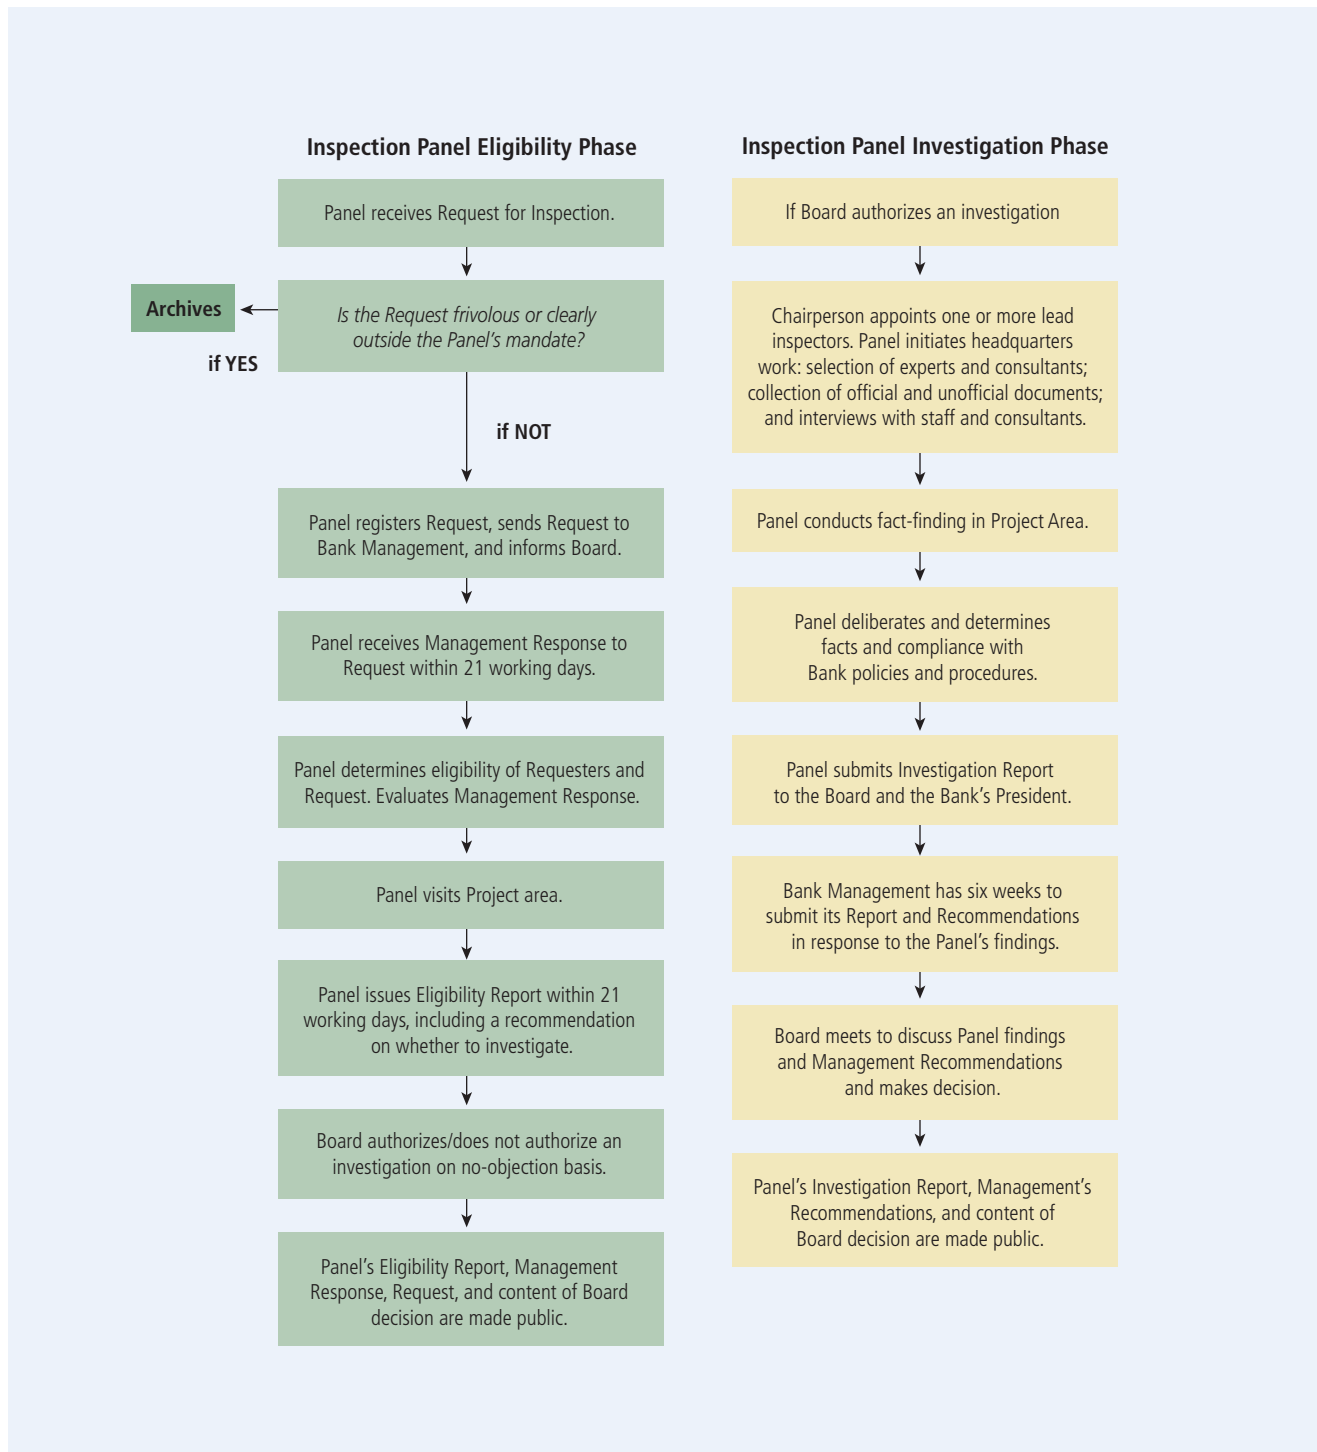 Inspection Panel Eligibility Phase
Panel receives Request for Inspection.
Archives
if YES
Is the Request frivolous or clearly
outside the Panel’s mandate?
if NOT
Panel registers Request, sends Request to
Bank Management, and informs Board.
Panel receives Management Response to
Request within 21 working days.
Panel determines eligibility of Requesters and
Request. Evaluates Management Response.
Panel visits Project area.
Panel issues Eligibility Report within 21
working days, including a recommendation
on whether to investigate.
Board authorizes/does not authorize an
investigation on no-objection basis.
Panel’s Eligibility Report, Management
Response, Request, and content of Board
decision are made public.
Inspection Panel Investigation Phase
If Board authorizes an investigation
Chairperson appoints one or more lead
inspectors. Panel initiates headquarters
work: selection of experts and consultants;
collection of official and unofficial documents;
and interviews with staff and consultants.
Panel conducts fact-finding in Project Area.
Panel deliberates and determines
facts and compliance with
Bank policies and procedures.
Panel submits Investigation Report
to the Board and the Bank’s President.
Bank Management has six weeks to
submit its Report and Recommendations
in response to the Panel’s findings.
Board meets to discuss Panel findings
and Management Recommendations
and makes decision.
Panel’s Investigation Report, Management’s
Recommendations, and content of
Board decision are made public.